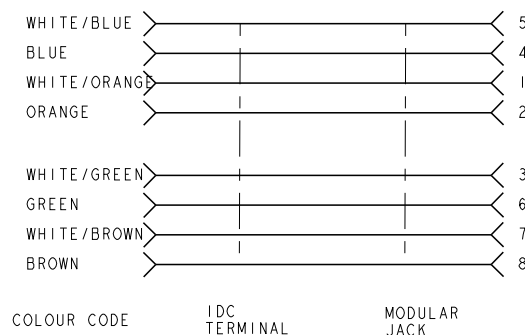 WHITE/BLUE 5
BLUE 4
WHITE/ORANGE 1
ORANGE 2
WHITE/GREEN 3
GREEN 6
WHITE/BROWN 7
BROWN 8
COLOUR CODE
IDC
TERMINAL
MODULAR
JACK